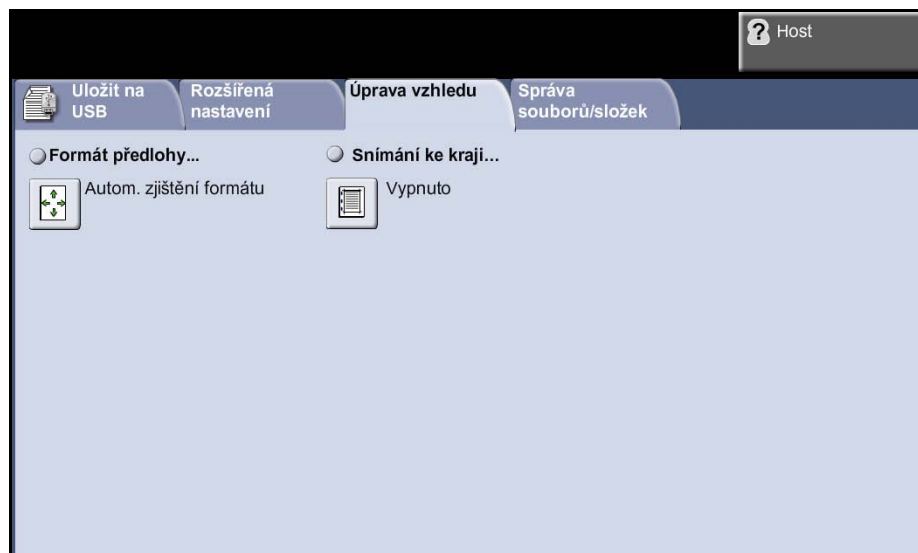 Host
Uložit na
USB
Rozšířená
nastavení
Úprava vzhledu
Správa
souborů/složek
Formát předlohy...
Snímání ke kraji...
Autom. zjištění formátu
Vypnuto